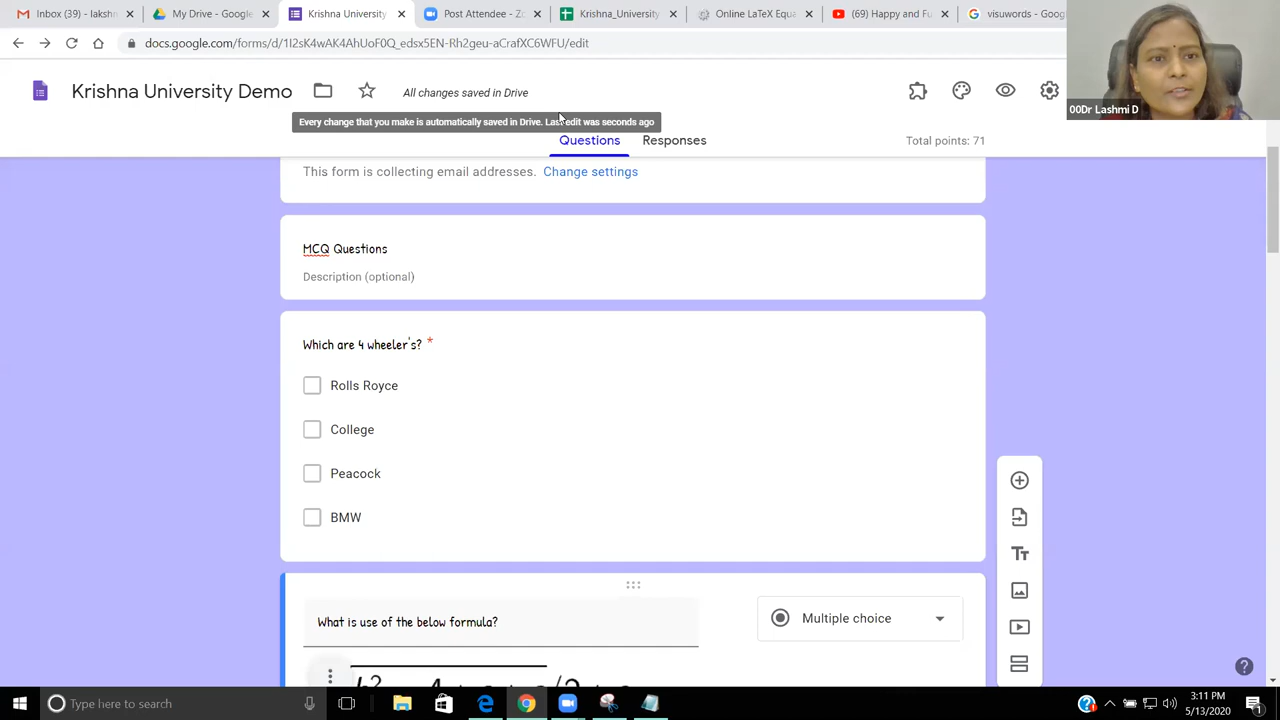 Inbox (39) - lakshm
My Drive - Google
Krishna University
Post Attendee - Zo
Krishna_University
Online LaTeX Equa
(69) Happy and Fu
visuwords - Goog
docs.google.com/forms/d/1I2sK4wAK4AhUoF0Q_edsx5EN-Rh2geu-aCrafXC6WFU/edit
Krishna University Demo
All changes saved in Drive
00Dr Lashmi D
Every change that you make is automatically saved in Drive. Last edit was seconds ago
Questions
Responses
Total points: 71
This form is collecting email addresses. Change settings
MCQ Questions
Description (optional)
Which are 4 wheeler's? *
Rolls Royce
College
Peacock
BMW
What is use of the below formula?
Multiple choice
Type here to search
3:11 PM
5/13/2020